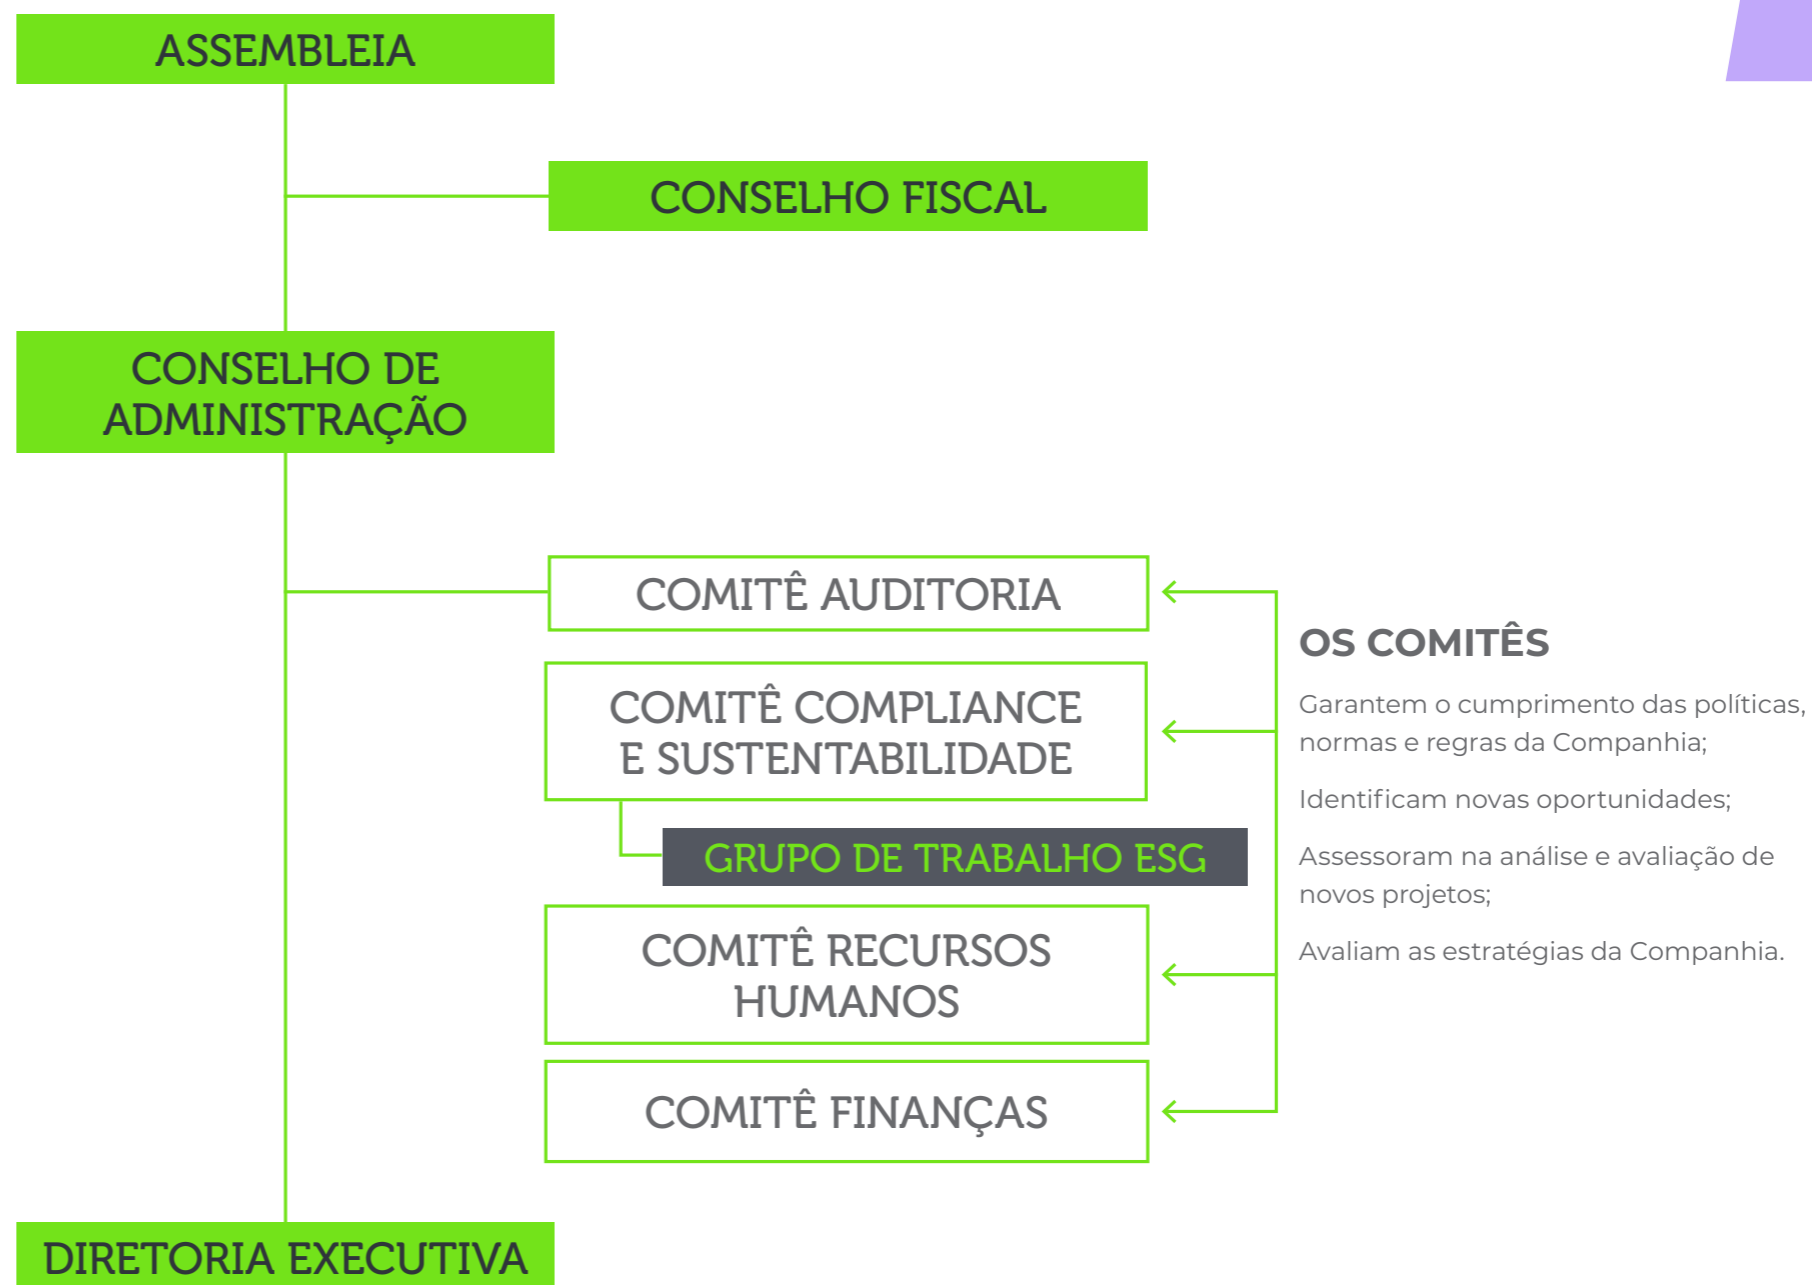 ASSEMBLEIA
CONSELHO FISCAL
CONSELHO DE
ADMINISTRAÇÃO
COMITÊ AUDITORIA
COMITÊ COMPLIANCE
E SUSTENTABILIDADE
GRUPO DE TRABALHO ESG
COMITÊ RECURSOS
HUMANOS
COMITÊ FINANÇAS
OS COMITÊS
Garantem o cumprimento das políticas,
normas e regras da Companhia;
Identificam novas oportunidades;
Assessoram na análise e avaliação de
novos projetos;
Avaliam as estratégias da Companhia.
DIRETORIA EXECUTIVA